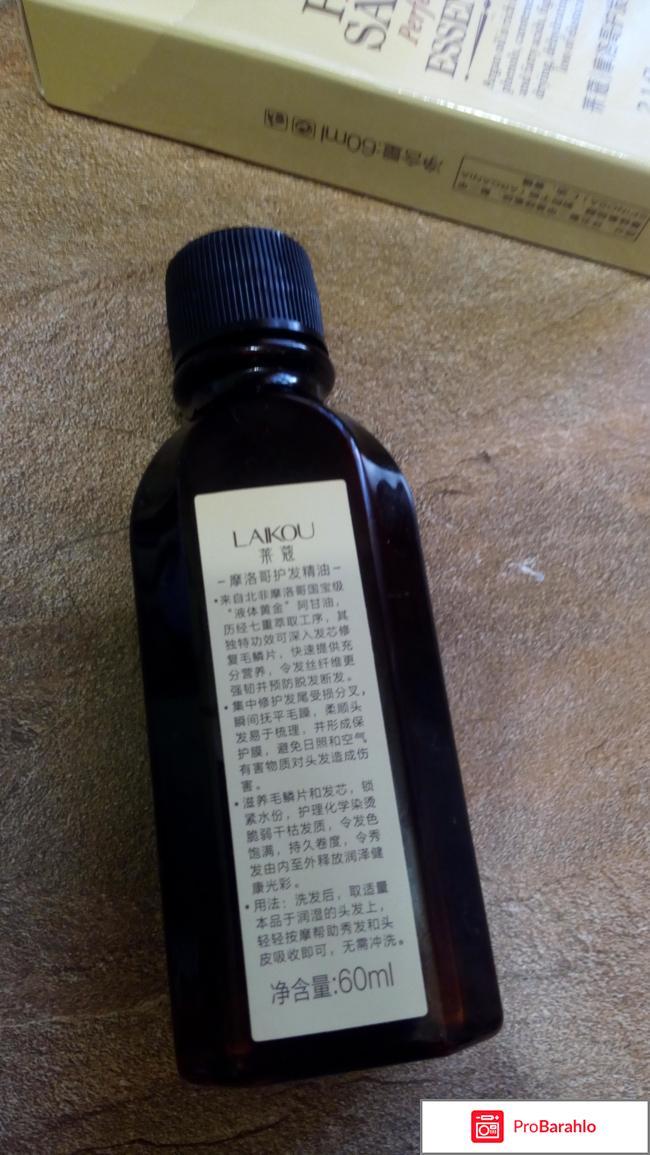 SA
Perfe
ESSEN
净含量:60ml
LAIKOU
莱蔻
-摩洛哥护发精油-
•来自北非摩洛哥国宝级
“液体黄金”阿甘油，
历经七重萃取工序，其
独特功效可深入发芯修
复毛鳞片，快速提供充
分营养，令发丝纤维更
强韧并预防脱发断发。
•集中修护发尾受损分叉，
瞬间抚平毛躁，柔顺头
发易于梳理，并形成保
护膜，避免日照和空气
有害物质对头发造成伤
害。
•滋养毛鳞片和发芯，锁
紧水份，护理化学染烫
脆弱干枯发质，令发色
饱满，持久卷度，令秀
发由内至外释放润泽健
康光彩。
•用法：洗发后，取适量
本品于润湿的头发上，
轻轻按摩帮助秀发和头
皮吸收即可，无需冲洗。
净含量:60ml
ProBarahlo